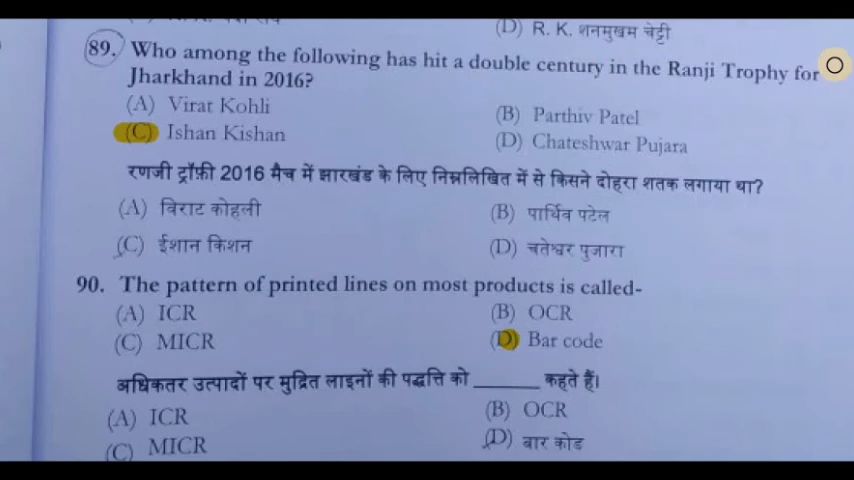 (D) R. K. शनमुखम चेट्टी
89. Who among the following has hit a double century in the Ranji Trophy for
Jharkhand in 2016?
(A) Virat Kohli (B) Parthiv Patel
(C) Ishan Kishan (D) Chateshwar Pujara
रणजी ट्रॉफ़ी 2016 मैच में झारखंड के लिए निम्नलिखित में से किसने दोहरा शतक लगाया था?
(A) विराट कोहली (B) पार्थिव पटेल
(C) ईशान किशन (D) चतेश्वर पुजारा
90. The pattern of printed lines on most products is called-
(A) ICR (B) OCR
(C) MICR (D) Bar code
अधिकतर उत्पादों पर मुद्रित लाइनों की पद्धत्ति को ______ कहते हैं।
(A) ICR (B) OCR
(C) MICR (D) बार कोड